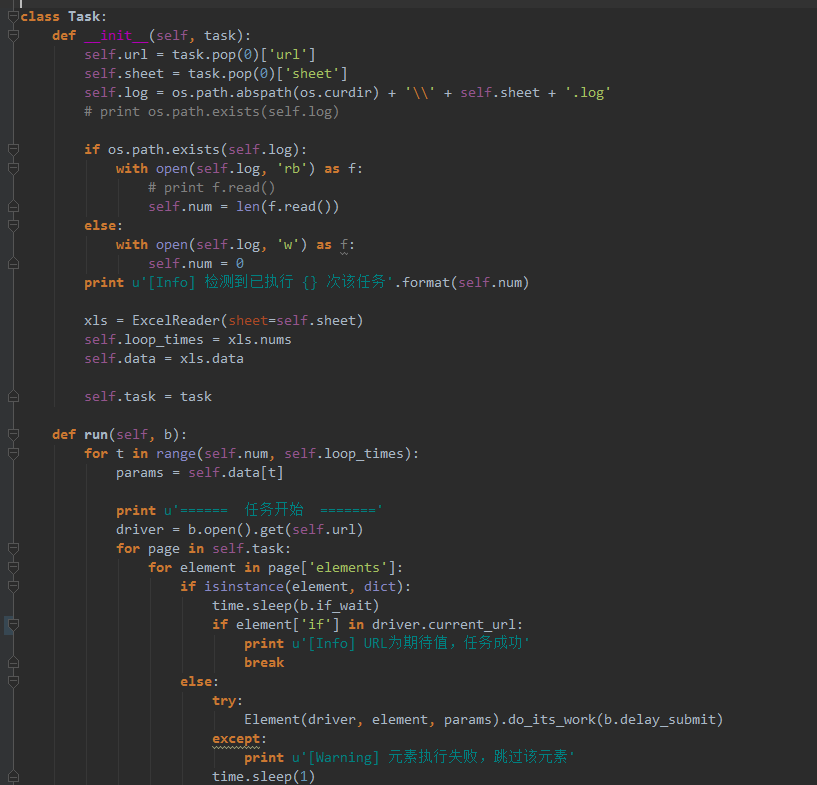 class Task:
    def __init__(self, task):
        self.url = task.pop(0)['url']
        self.sheet = task.pop(0)['sheet']
        self.log = os.path.abspath(os.curdir) + '\\' + self.sheet + '.log'
        # print os.path.exists(self.log)

        if os.path.exists(self.log):
            with open(self.log, 'rb') as f:
                # print f.read()
                self.num = len(f.read())
        else:
            with open(self.log, 'w') as f:
                self.num = 0
        print u'[Info] 检测到已执行 {} 次该任务'.format(self.num)

        xls = ExcelReader(sheet=self.sheet)
        self.loop_times = xls.nums
        self.data = xls.data

        self.task = task

    def run(self, b):
        for t in range(self.num, self.loop_times):
            params = self.data[t]

            print u'======  任务开始  ======='
            driver = b.open().get(self.url)
            for page in self.task:
                for element in page['elements']:
                    if isinstance(element, dict):
                        time.sleep(b.if_wait)
                        if element['if'] in driver.current_url:
                            print u'[Info] URL为期待值，任务成功'
                            break
                    else:
                        try:
                            Element(driver, element, params).do_its_work(b.delay_submit)
                        except:
                            print u'[Warning] 元素执行失败，跳过该元素'
                        time.sleep(1)